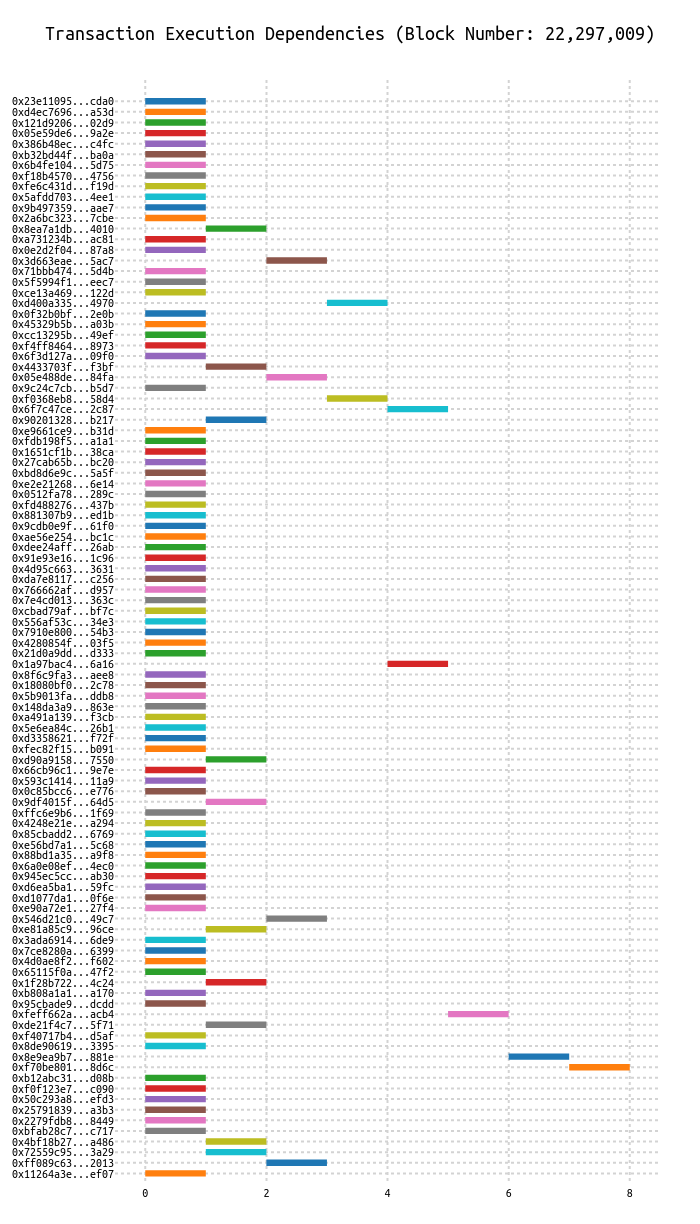 Transaction Execution Dependencies (Block Number: 22,297,009)
0x23e11095...cda0
0xd4ec7696...a53d
0x121d9206...02d9
0x05e59de6...9a2e
0x386b48ec...c4fc
0xb32bd44f...ba0a
0x6b4fe104...5d75
0xf18b4570...4756
0xfe6c431d...f19d
0x5afdd703...4ee1
0x9b497359...aae7
0x2a6bc323...7cbe
0x8ea7a1db...4010
0xa731234b...ac81
0x0e2d2f04...87a8
0x3d663eae...5ac7
0x71bbb474...5d4b
0x5f5994f1...eec7
0xce13a469...122d
0xd400a335...4970
0x0f32b0bf...2e0b
0x45329b5b...a03b
0xcc13295b...49ef
0xf4ff8464...8973
0x6f3d127a...09f0
0x4433703f...f3bf
0x05e488de...84fa
0x9c24c7cb...b5d7
0xf0368eb8...58d4
0x6f7c47ce...2c87
0x90201328...b217
0xe9661ce9...b31d
0xfdb198f5...a1a1
0x1651cf1b...38ca
0x27cab65b...bc20
0xbd8d6e9c...5a5f
0xe2e21268...6e14
0x0512fa78...289c
0xfd488276...437b
0x881307b9...ed1b
0x9cdb0e9f...61f0
0xae56e254...bc1c
0xdee24aff...26ab
0x91e93e16...1c96
0x4d95c663...3631
0xda7e8117...c256
0x766662af...d957
0x7e4cd013...363c
0xcbad79af...bf7c
0x556af53c...34e3
0x7910e800...54b3
0x4280854f...03f5
0x21d0a9dd...d333
0x1a97bac4...6a16
0x8f6c9fa3...aee8
0x18080bf0...2c78
0x5b9013fa...ddb8
0x148da3a9...863e
0xa491a139...f3cb
0x5e6ea84c...26b1
0xd3358621...f72f
0xfec82f15...b091
0xd90a9158...7550
0x66cb96c1...9e7e
0x593c1414...11a9
0x0c85bcc6...e776
0x9df4015f...64d5
0xffc6e9b6...1f69
0x4248e21e...a294
0x85cbadd2...6769
0xe56bd7a1...5c68
0x88bd1a35...a9f8
0x6a0e08ef...4ec0
0x945ec5cc...ab30
0xd6ea5ba1...59fc
0xd1077da1...0f6e
0xe90a72e1...27f4
0x546d21c0...49c7
0xe81a85c9...96ce
0x3ada6914...6de9
0x7ce8280a...6399
0x4d0ae8f2...f602
0x65115f0a...47f2
0x1f28b722...4c24
0xb808a1a1...a170
0x95cbade9...dcdd
0xfeff662a...acb4
0xde21f4c7...5f71
0xf40717b4...d5af
0x8de90619...3395
0x8e9ea9b7...881e
0xf70be801...8d6c
0xb12abc31...d08b
0xf0f123e7...c090
0x50c293a8...efd3
0x25791839...a3b3
0x2279fdb8...8449
0xbfab28c7...c717
0x4bf18b27...a486
0x72559c95...3a29
0xff089c63...2013
0x11264a3e...ef07
0 2 4 6 8